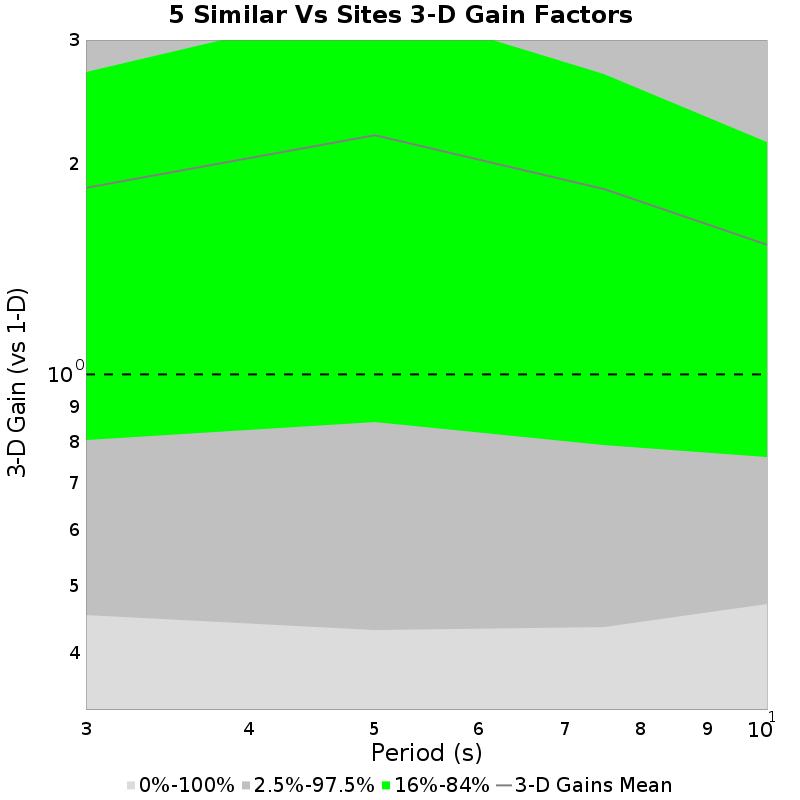 5 Similar Vs Sites 3-D Gain Factors
3-D Gain (vs 1-D)
3
2
10^0
9
8
7
6
5
4
3 4 5 6 7 8 9 10^1
Period (s)
0%-100% 2.5%-97.5% 16%-84% 3-D Gains Mean